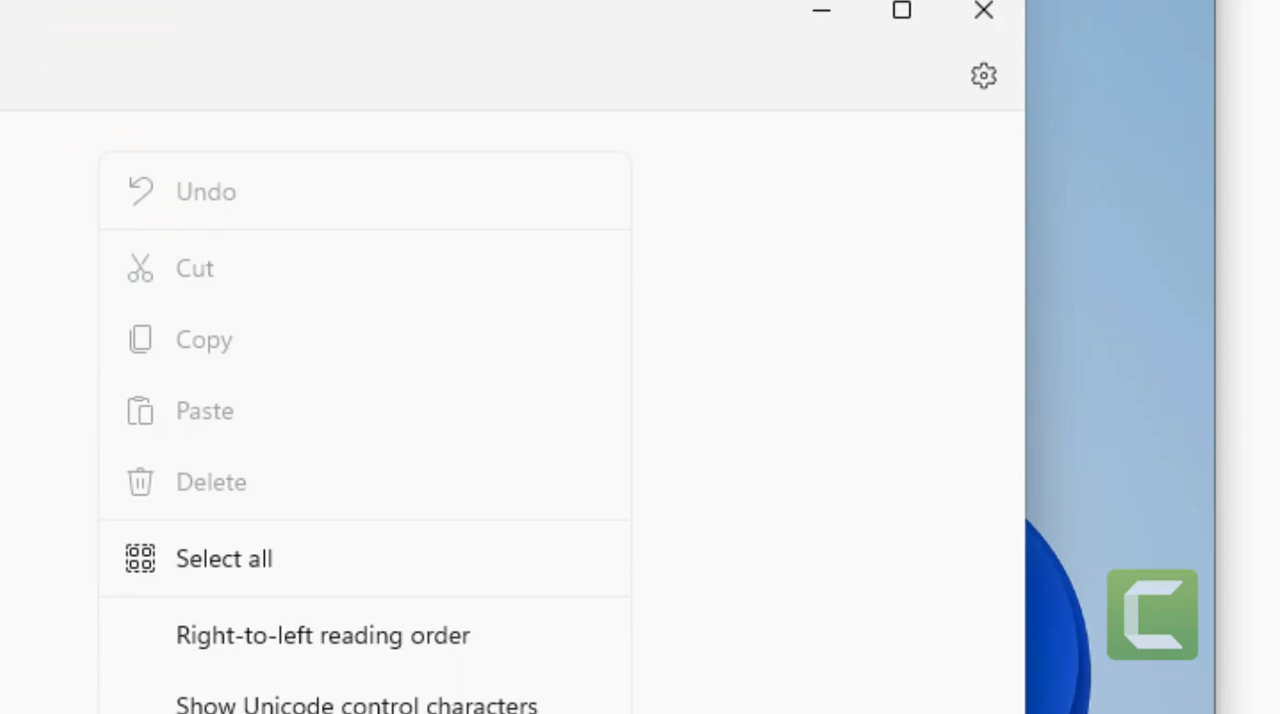 Undo
Cut
Copy
Paste
Delete
Select all
Right-to-left reading order
Show Unicode control characters